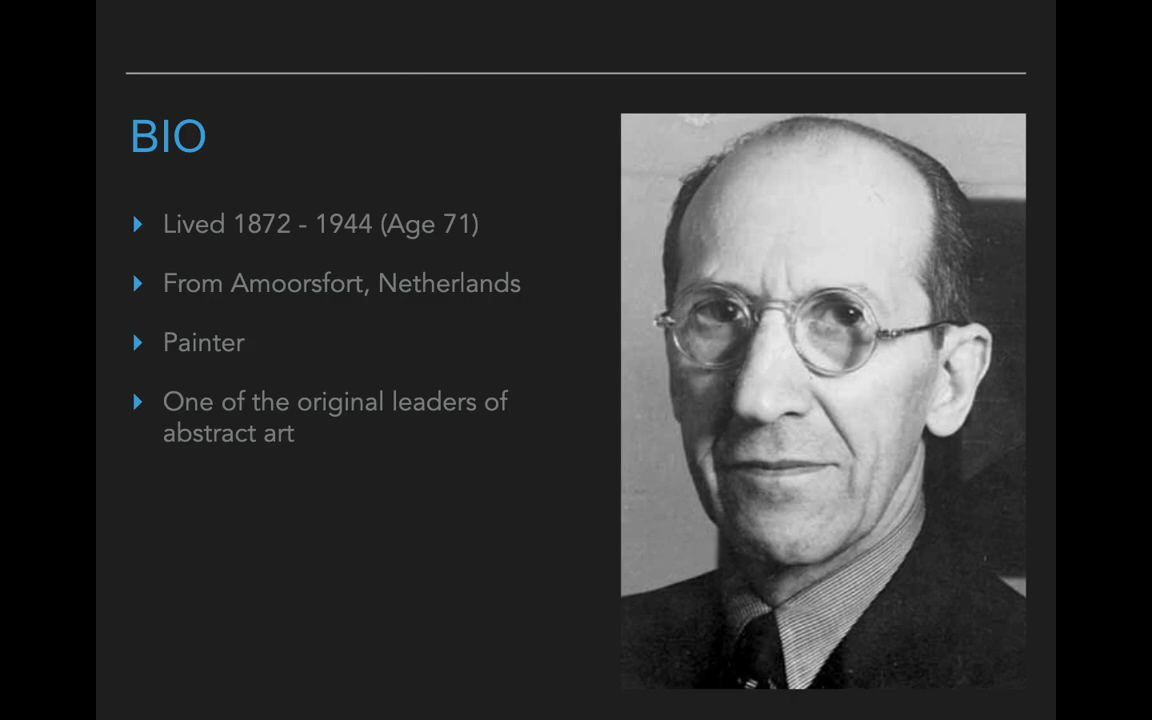 BIO
Lived 1872 - 1944 (Age 71)
From Amoorsfort, Netherlands
Painter
One of the original leaders of
abstract art